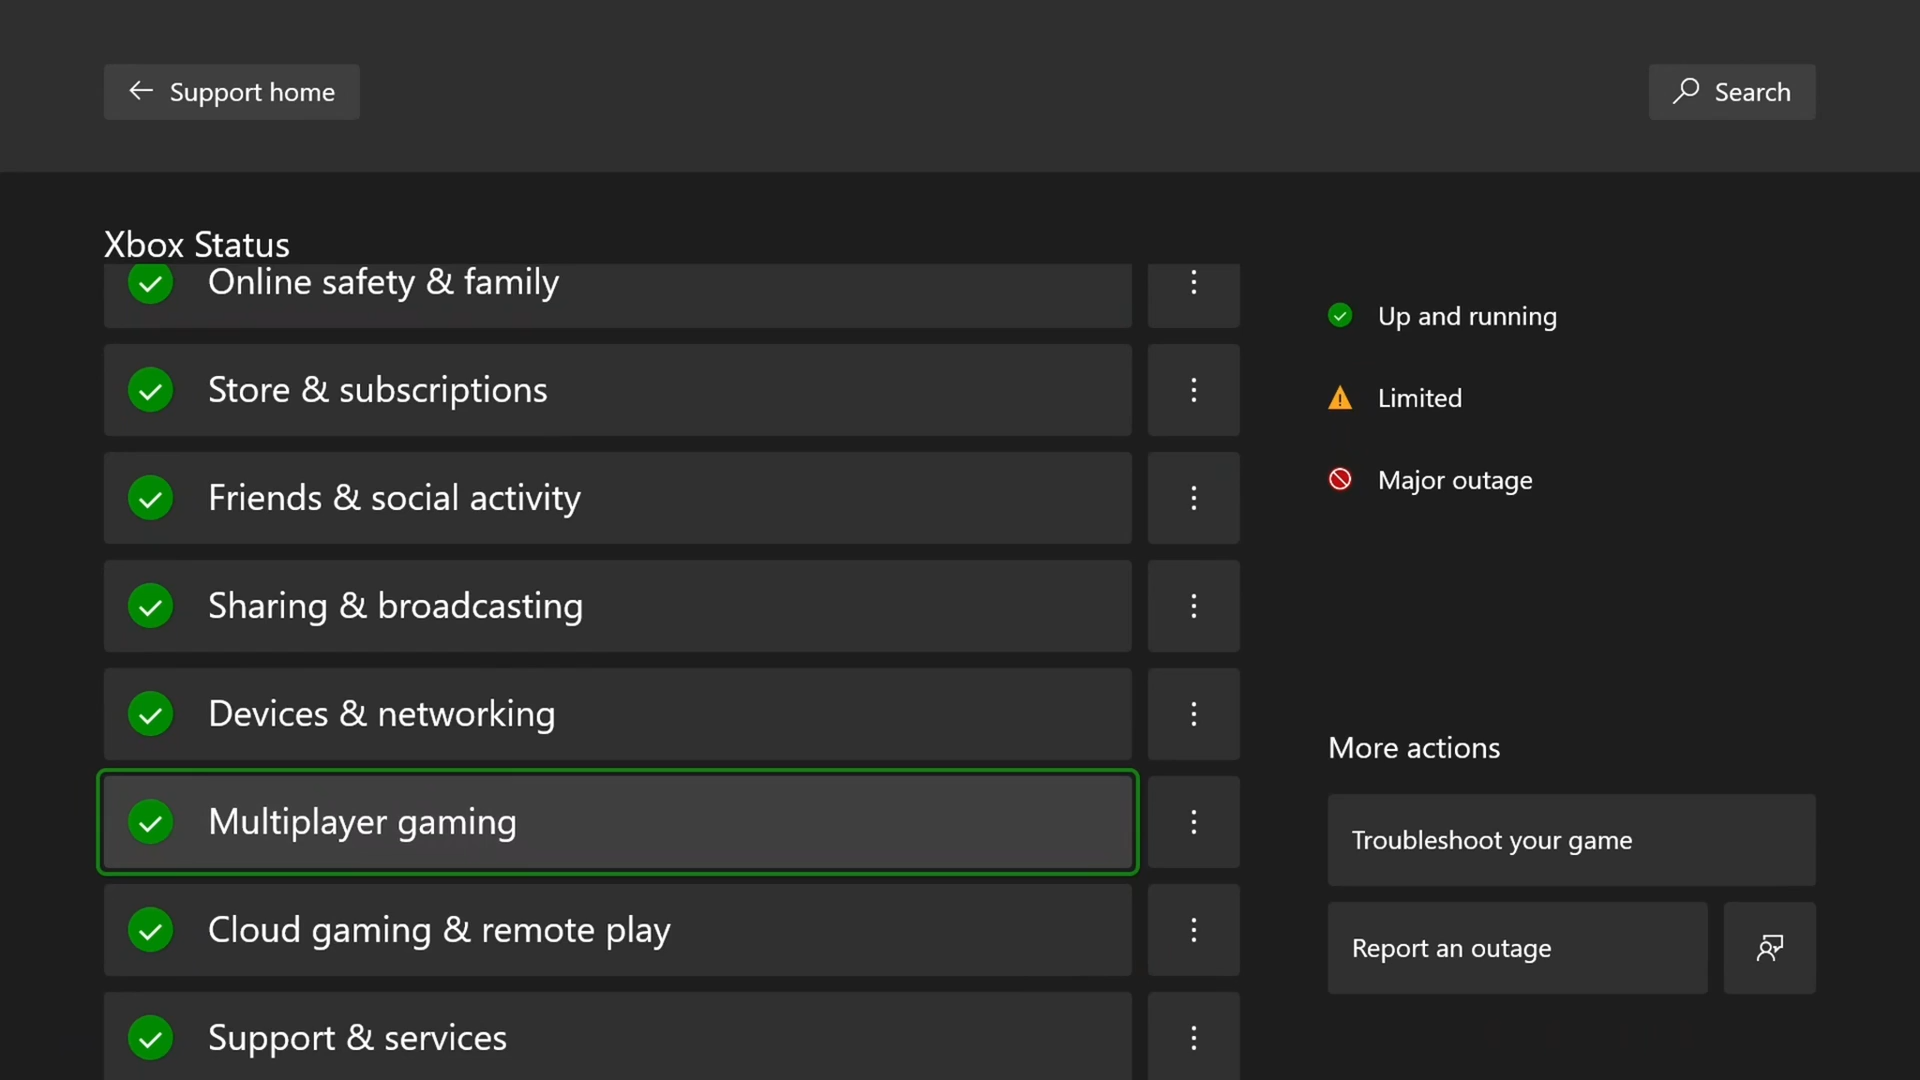 Support home
Search
Xbox Status
Online safety & family
Store & subscriptions
Friends & social activity
Sharing & broadcasting
Devices & networking
Multiplayer gaming
Cloud gaming & remote play
Support & services
Up and running
Limited
Major outage
More actions
Troubleshoot your game
Report an outage